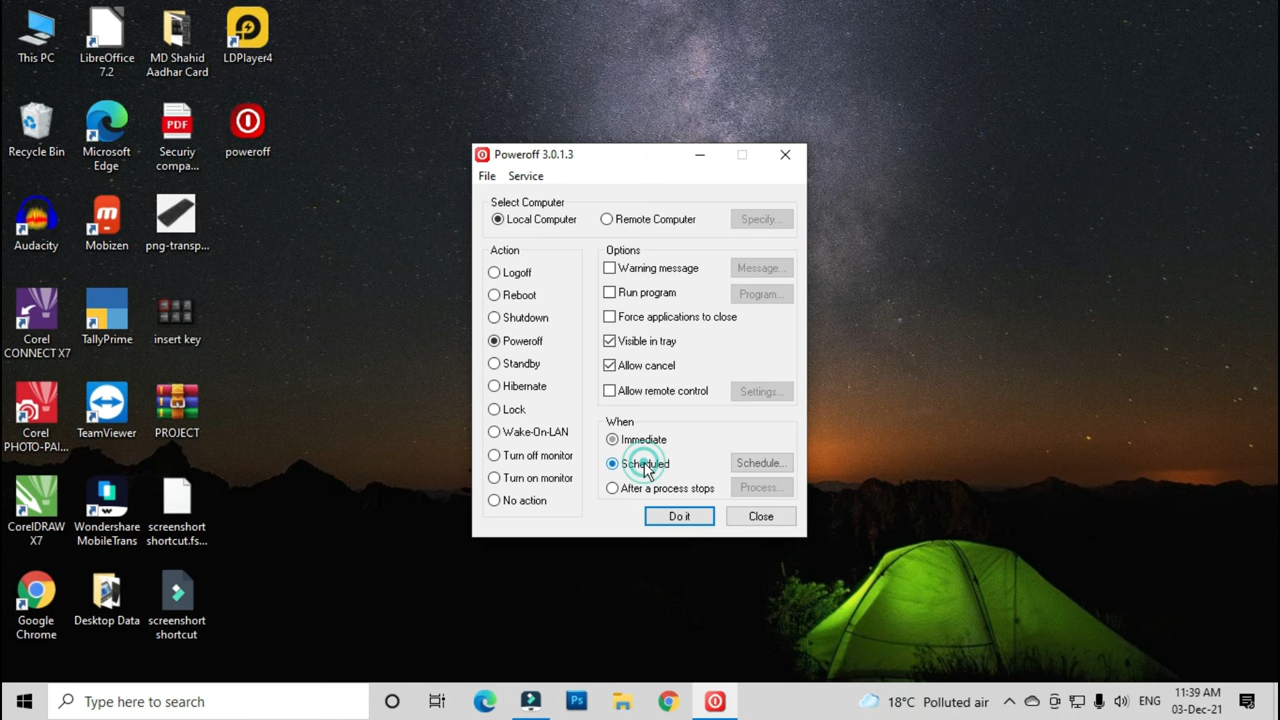 This PC
LibreOffice
7.2
MD Shahid
Aadhar Card
LDPlayer4
Recycle Bin
Microsoft
Edge
PDF
Securiy
compa...
poweroff
Audacity
Mobizen
png-transp...
Corel
CONNECT X7
TallyPrime
insert key
Corel
PHOTO-PAI...
TeamViewer
PROJECT
CorelDRAW
X7
Wondershare
MobileTrans
screenshort
shortcut.fs...
Google
Chrome
Desktop Data
screenshort
shortcut
Poweroff 3.0.1.3
File Service
Select Computer
Local Computer Remote Computer Specify...
Action
Logoff
Reboot
Shutdown
Poweroff
Standby
Hibernate
Lock
Wake-On-LAN
Turn off monitor
Turn on monitor
No action
Options
Warning message Message...
Run program Program...
Force applications to close
Visible in tray
Allow cancel
Allow remote control Settings...
When
Immediate
Scheduled Schedule...
After a process stops Process...
Do it Close
Type here to search
Ps
18°C Polluted air
ENG
11:39 AM
03-Dec-21